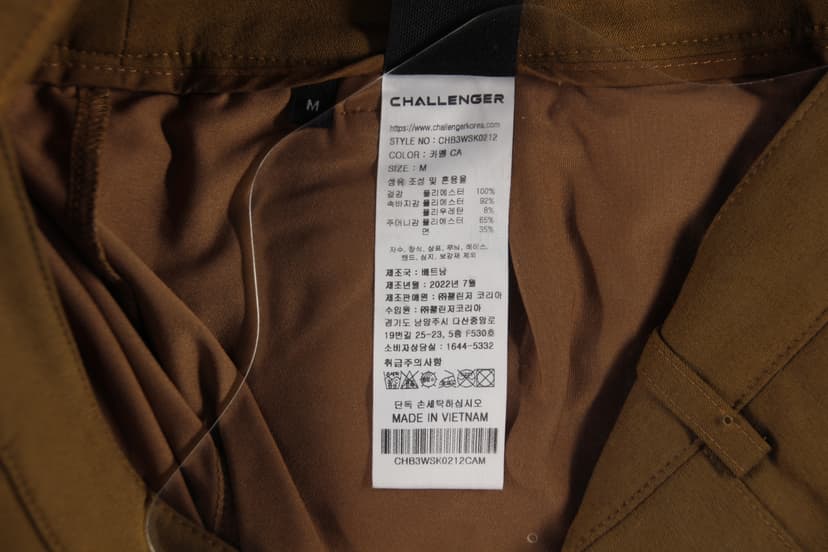 M
CHALLENGER
https://www.challengerkorea.com
STYLE NO : CHB3WSK0212
COLOR : 카멜 CA
SIZE : M
섬유 조성 및 혼용율
겉감 폴리에스터 100%
속바지감 폴리에스터 92%
폴리우레탄 8%
주머니감 폴리에스터 65%
면 35%
자수, 장식, 상표, 무늬, 레이스,
밴드, 심지, 보강재 제외
제조국 : 베트남
제조년월 : 2022년 7월
제조판매원 : ㈜챌린저 코리아
수입원 : ㈜챌린저코리아
경기도 남양주시 다산중앙로
19번길 25-23, 5층 F530호
소비자상담실 : 1644-5332
취급주의사항
단독 손세탁하십시오
MADE IN VIETNAM
CHB3WSK0212CAM